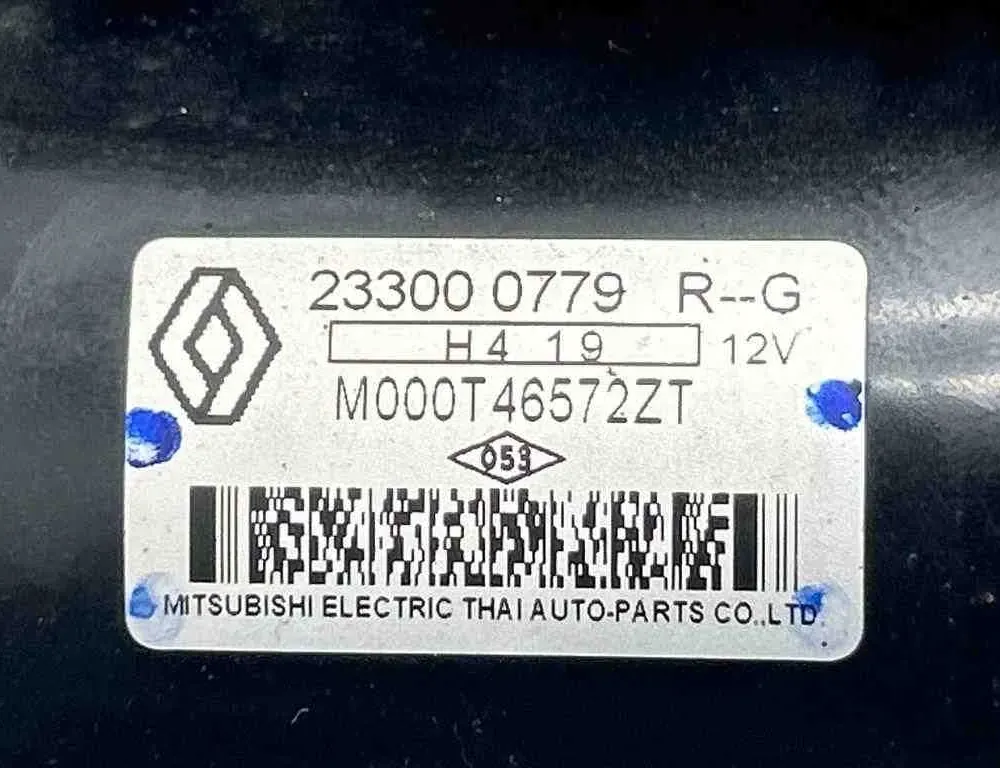 23300 0779 R--G
H4 19 12V
M000T46572ZT
053
MITSUBISHI ELECTRIC THAI AUTO-PARTS CO.,LTD